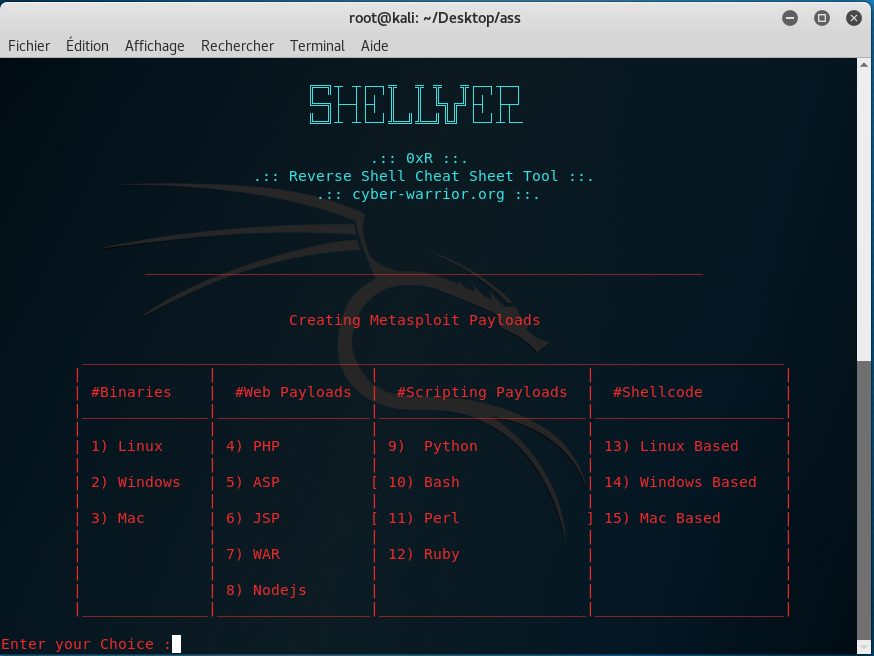 root@kali: ~/Desktop/ass
Fichier Édition Affichage Rechercher Terminal Aide
SHELLVER
.:: 0xR ::.
.:: Reverse Shell Cheat Sheet Tool ::.
.:: cyber-warrior.org ::.
Creating Metasploit Payloads
#Binaries #Web Payloads #Scripting Payloads #Shellcode
1) Linux 4) PHP 9) Python 13) Linux Based
2) Windows 5) ASP [ 10) Bash 14) Windows Based
3) Mac 6) JSP [ 11) Perl ] 15) Mac Based
7) WAR 12) Ruby
8) Nodejs
Enter your Choice :